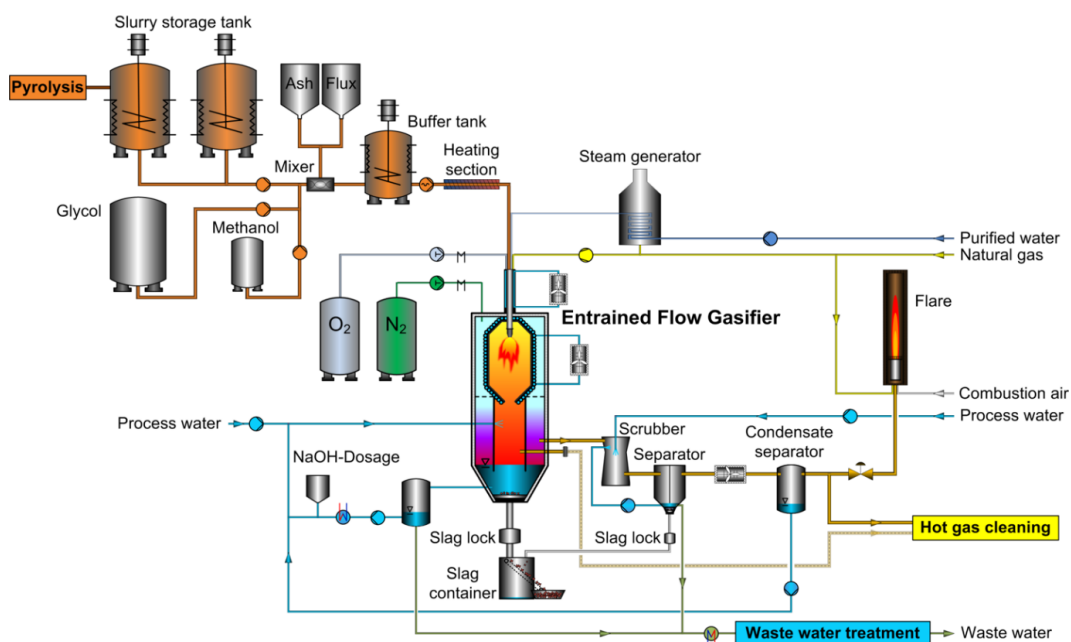 Slurry storage tank
Pyrolysis
Ash
Flux
Buffer tank
Heating
section
Mixer
Steam generator
Glycol
Methanol
Purified water
Natural gas
Flare
O2
N2
Entrained Flow Gasifier
Combustion air
Process water
Process water
Scrubber
Condensate
separator
Separator
NaOH-Dosage
M
Hot gas cleaning
Slag lock
Slag lock
Slag
container
M
Waste water treatment
Waste water